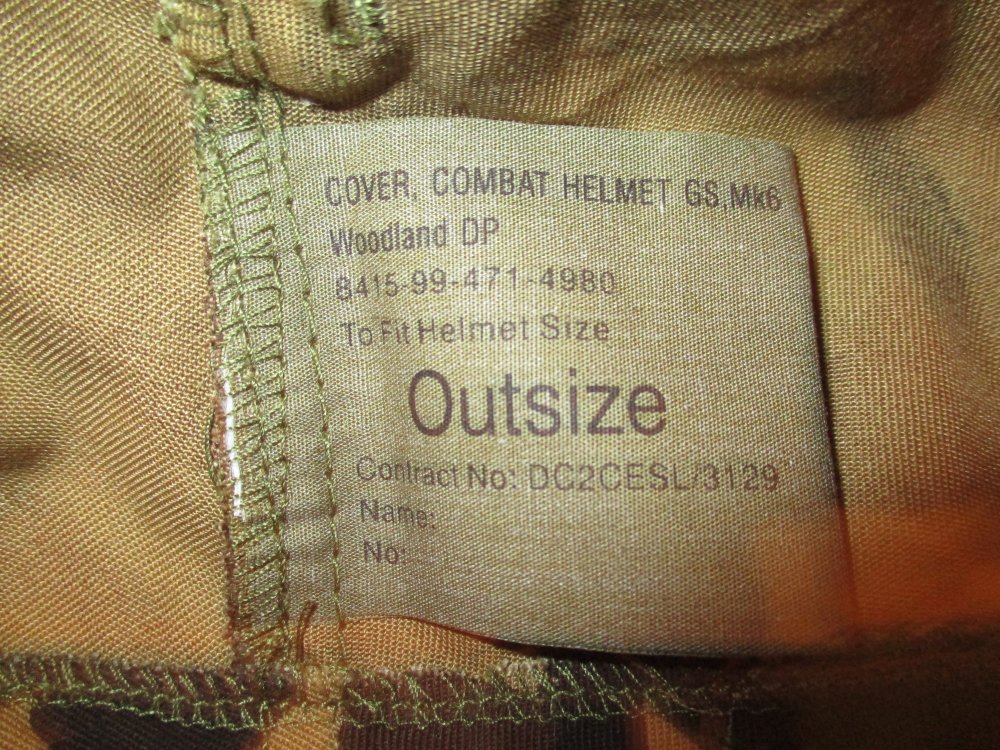 COVER, COMBAT HELMET GS,Mk6
Woodland DP
8415-99-471-4980
To Fit Helmet Size
Outsize
Contract No: DC2CESL/3129
Name:
No: